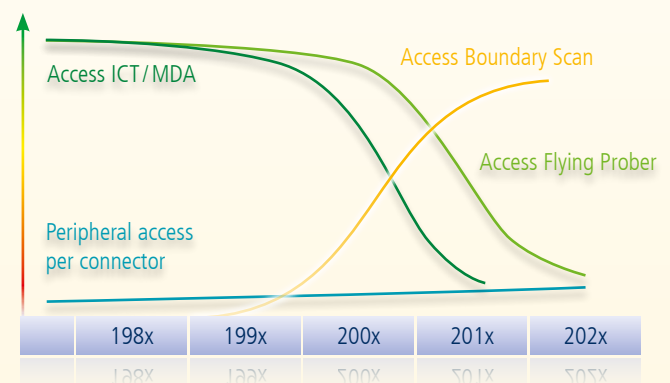 Access Boundary Scan
Access ICT / MDA
Access Flying Prober
Peripheral access
per connector
198x 199x 200x 201x 202x